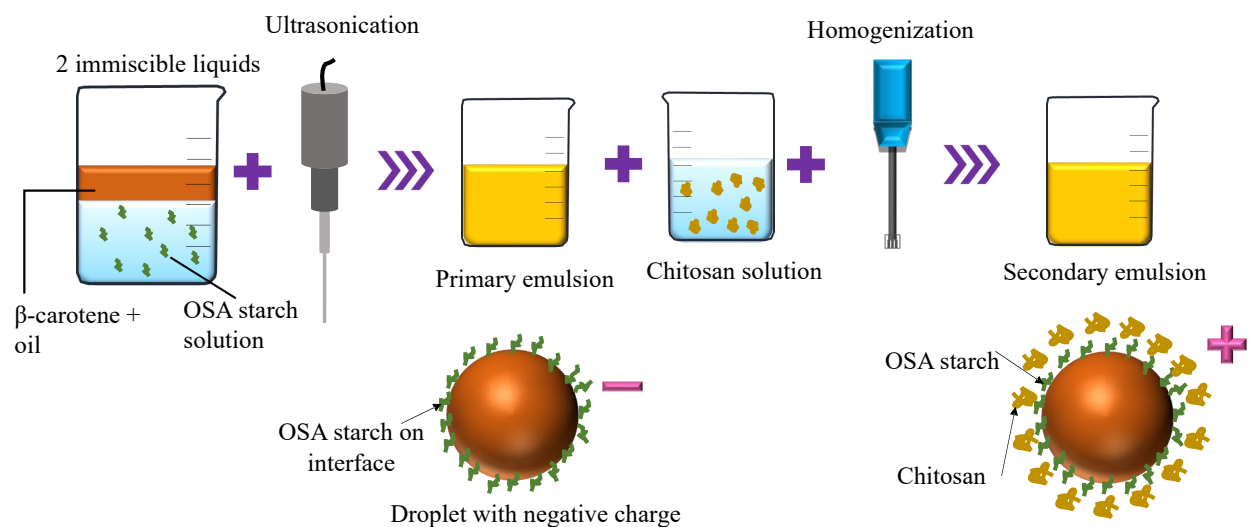 Ultrasonication
Homogenization
2 immiscible liquids
Primary emulsion
Chitosan solution
Secondary emulsion
β-carotene +
oil
OSA starch
solution
OSA starch on
interface
Droplet with negative charge
OSA starch
Chitosan